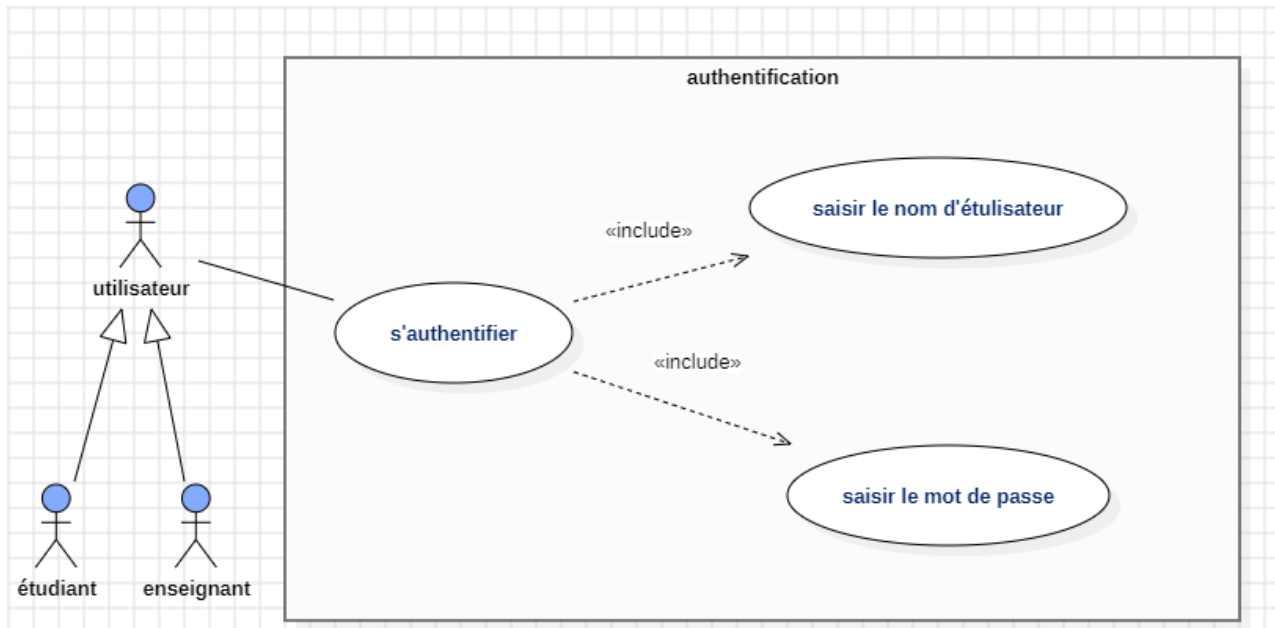 authentification
saisir le nom d'étulisateur
«include»
utilisateur
s'authentifier
«include»
saisir le mot de passe
étudiant
enseignant